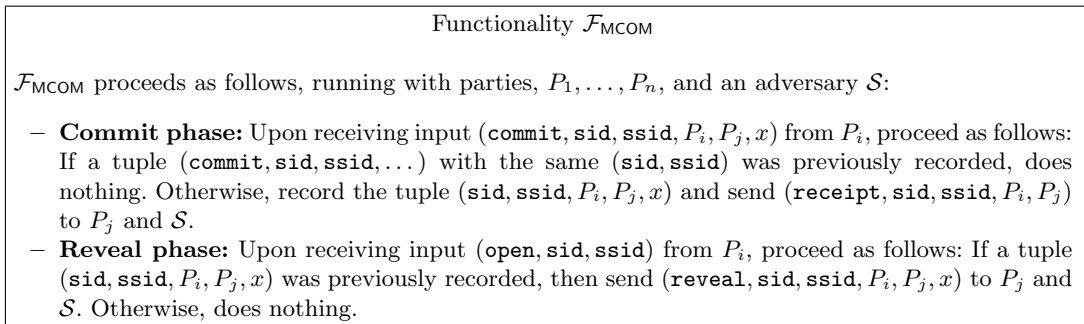 Functionality ℱ_MCOM
ℱ_MCOM proceeds as follows, running with parties, P_1, . . . , P_n, and an adversary 𝒮:
– Commit phase: Upon receiving input (commit, sid, ssid, P_i, P_j, x) from P_i, proceed as follows:
If a tuple (commit, sid, ssid, . . . ) with the same (sid, ssid) was previously recorded, does
nothing. Otherwise, record the tuple (sid, ssid, P_i, P_j, x) and send (receipt, sid, ssid, P_i, P_j)
to P_j and 𝒮.
– Reveal phase: Upon receiving input (open, sid, ssid) from P_i, proceed as follows: If a tuple
(sid, ssid, P_i, P_j, x) was previously recorded, then send (reveal, sid, ssid, P_i, P_j, x) to P_j and
𝒮. Otherwise, does nothing.